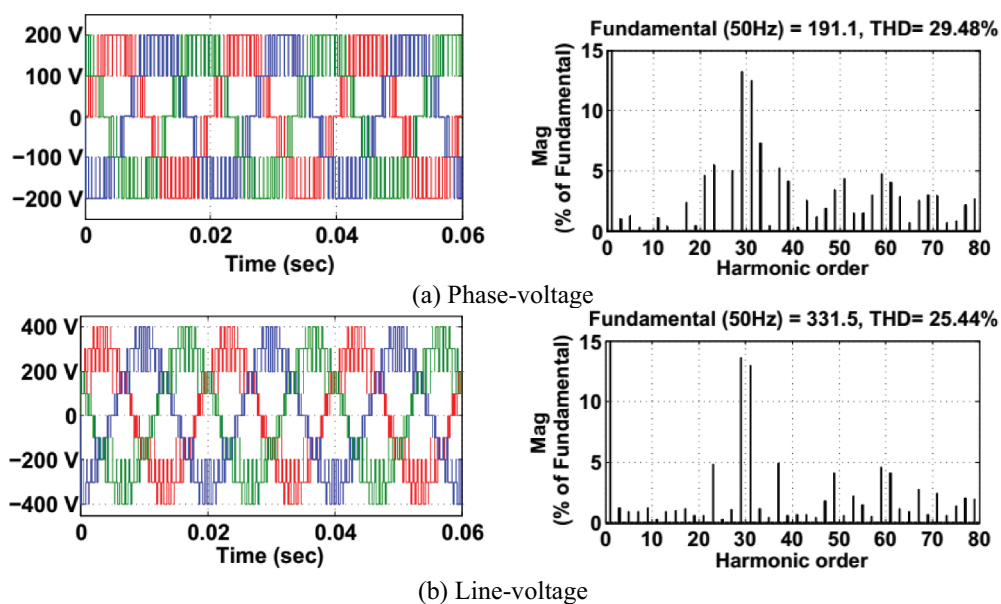 200 V
100 V
0
−100 V
−200 V
0 0.02 0.04 0.06
Time (sec)
Fundamental (50Hz) = 191.1, THD= 29.48%
Mag
(% of Fundamental)
15
10
5
0
0 10 20 30 40 50 60 70 80
Harmonic order
(a) Phase-voltage
400 V
200 V
0
−200 V
−400 V
0 0.02 0.04 0.06
Time (sec)
Fundamental (50Hz) = 331.5, THD= 25.44%
Mag
(% of Fundamental)
15
10
5
0
0 10 20 30 40 50 60 70 80
Harmonic order
(b) Line-voltage